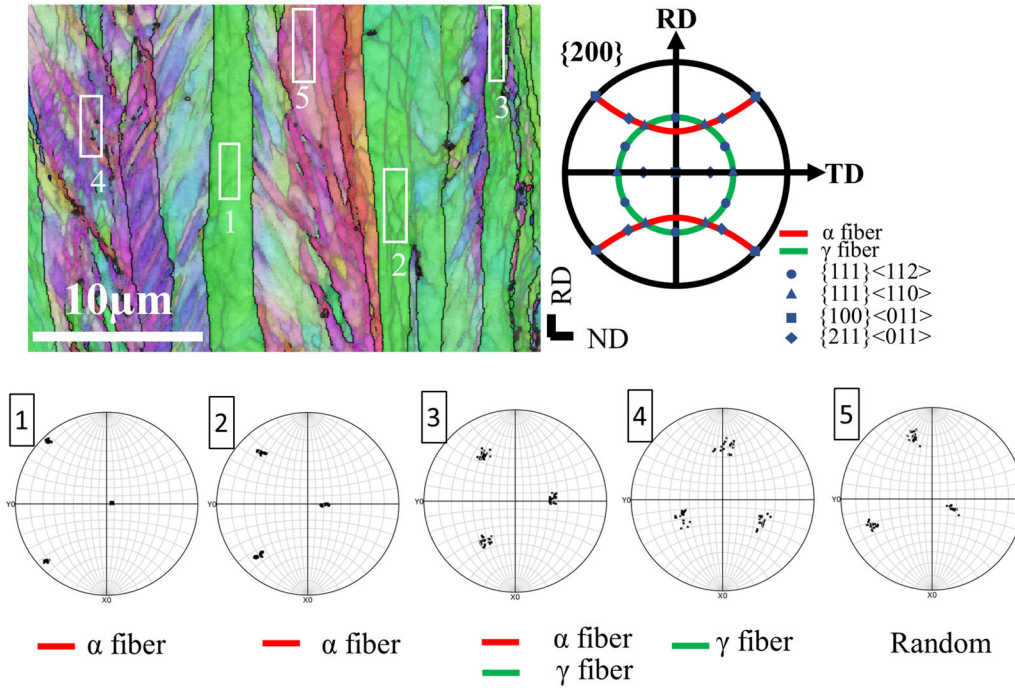 5
3
4
1
2
10μm
RD
{200}
TD
α fiber
γ fiber
{111}<112>
{111}<110>
{100}<011>
{211}<011>
RD
ND
1
2
3
4
5
Y0
Y0
Y0
Y0
Y0
X0
X0
X0
X0
X0
α fiber
α fiber
α fiber
γ fiber
γ fiber
Random